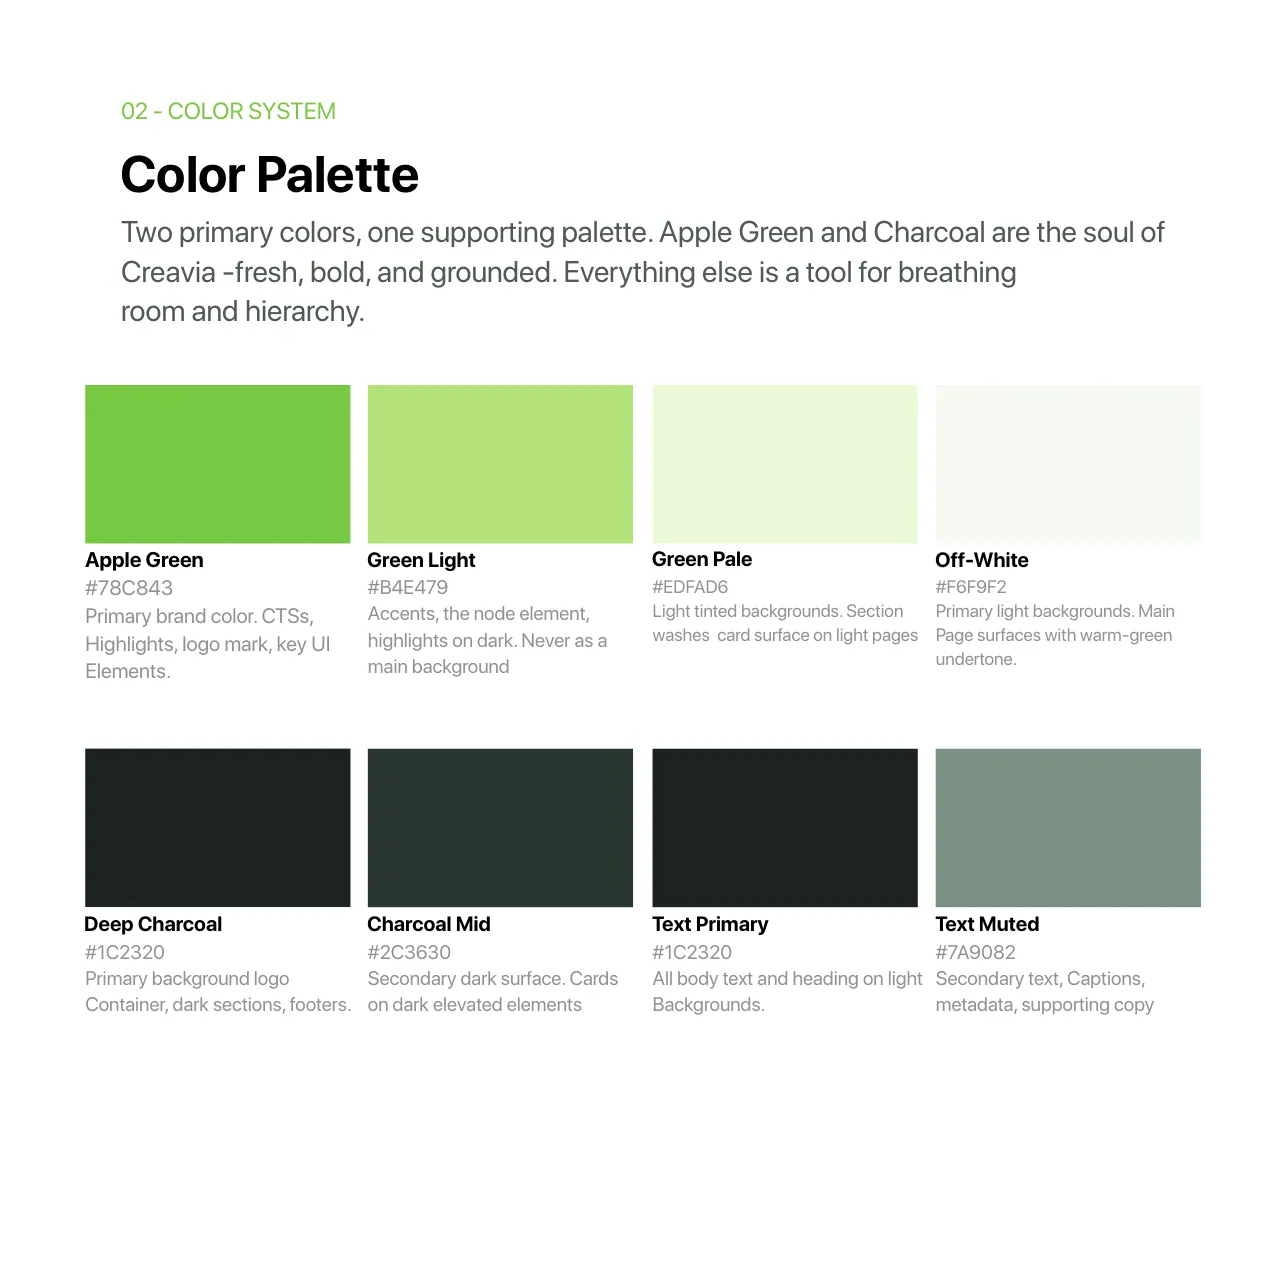 02 - COLOR SYSTEM
Color Palette
Two primary colors, one supporting palette. Apple Green and Charcoal are the soul of
Creavia -fresh, bold, and grounded. Everything else is a tool for breathing
room and hierarchy.
Apple Green
#78C843
Primary brand color. CTSs,
Highlights, logo mark, key UI
Elements.
Green Light
#B4E479
Accents, the node element,
highlights on dark. Never as a
main background
Green Pale
#EDFAD6
Light tinted backgrounds. Section
washes  card surface on light pages
Off-White
#F6F9F2
Primary light backgrounds. Main
Page surfaces with warm-green
undertone.
Deep Charcoal
#1C2320
Primary background logo
Container, dark sections, footers.
Charcoal Mid
#2C3630
Secondary dark surface. Cards
on dark elevated elements
Text Primary
#1C2320
All body text and heading on light
Backgrounds.
Text Muted
#7A9082
Secondary text, Captions,
metadata, supporting copy